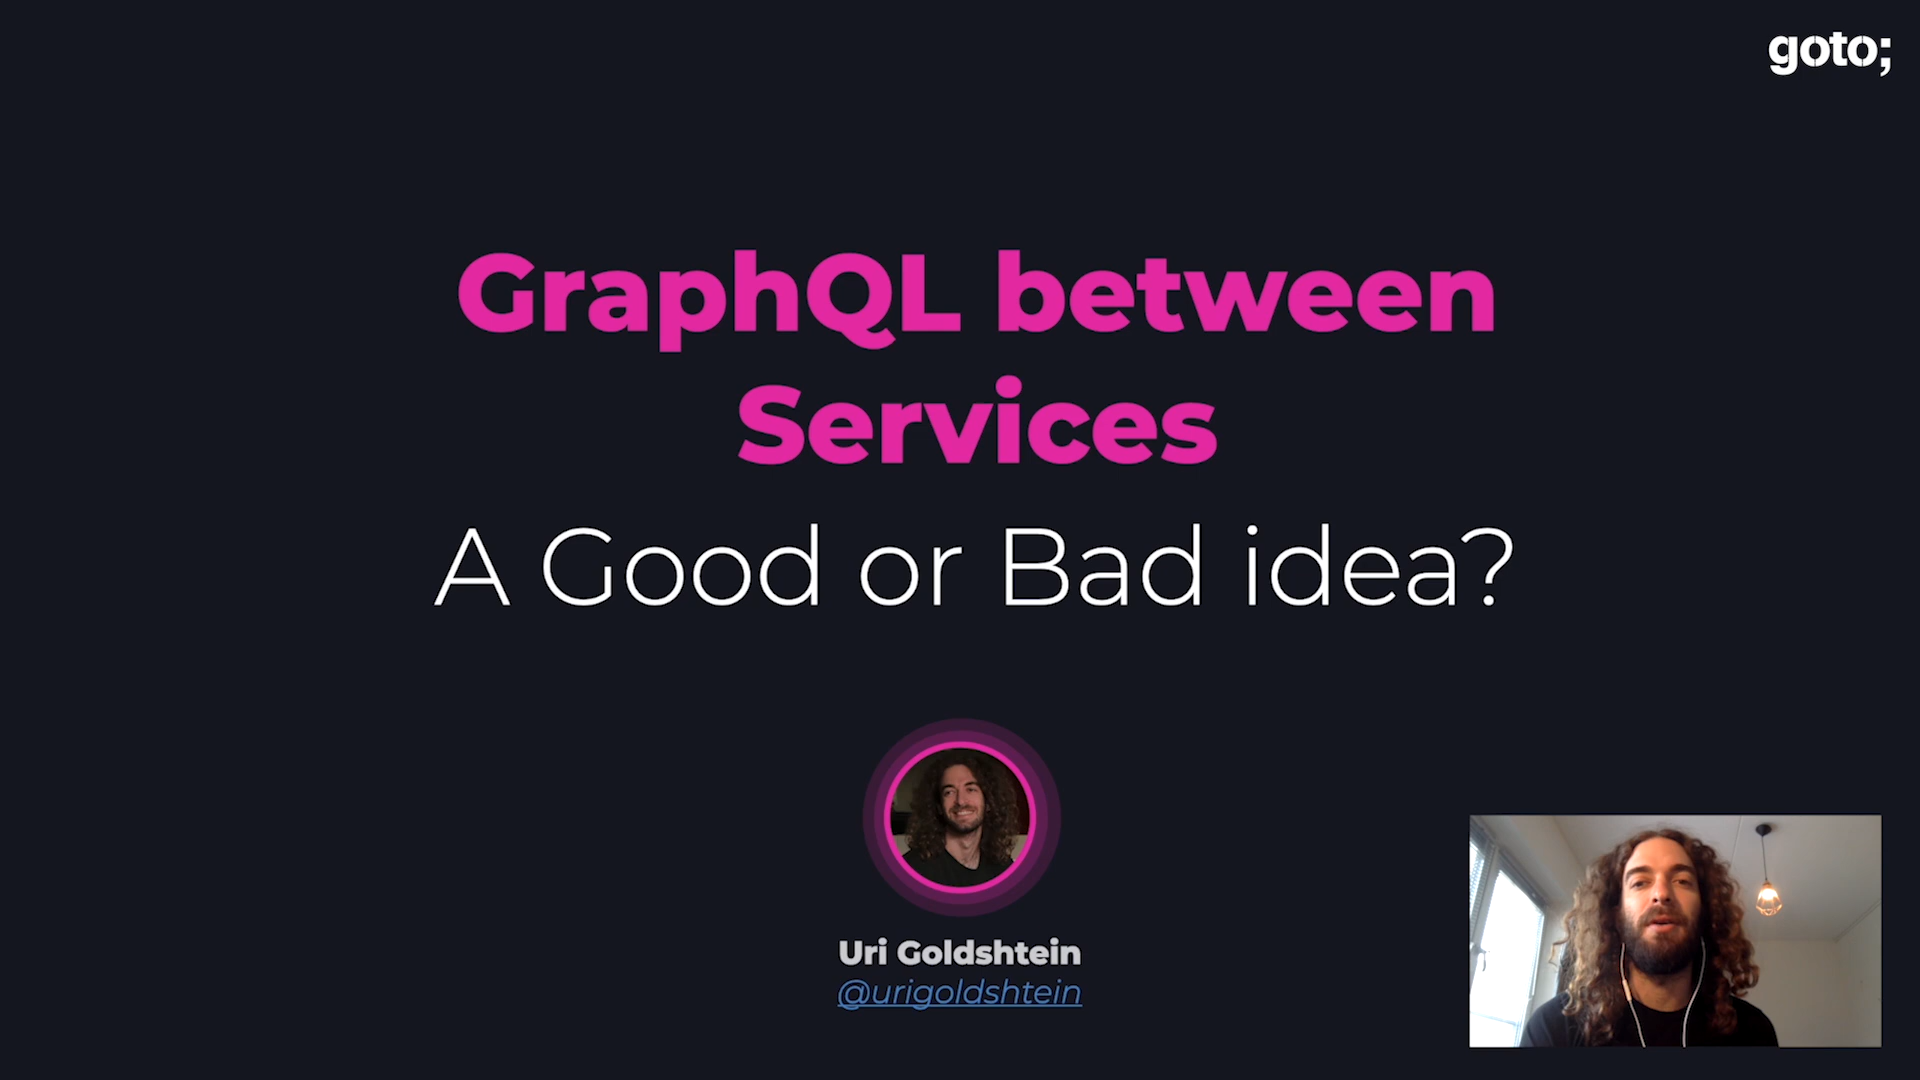 goto;
GraphQL between
Services
A Good or Bad idea?
Uri Goldshtein
@urigoldshtein